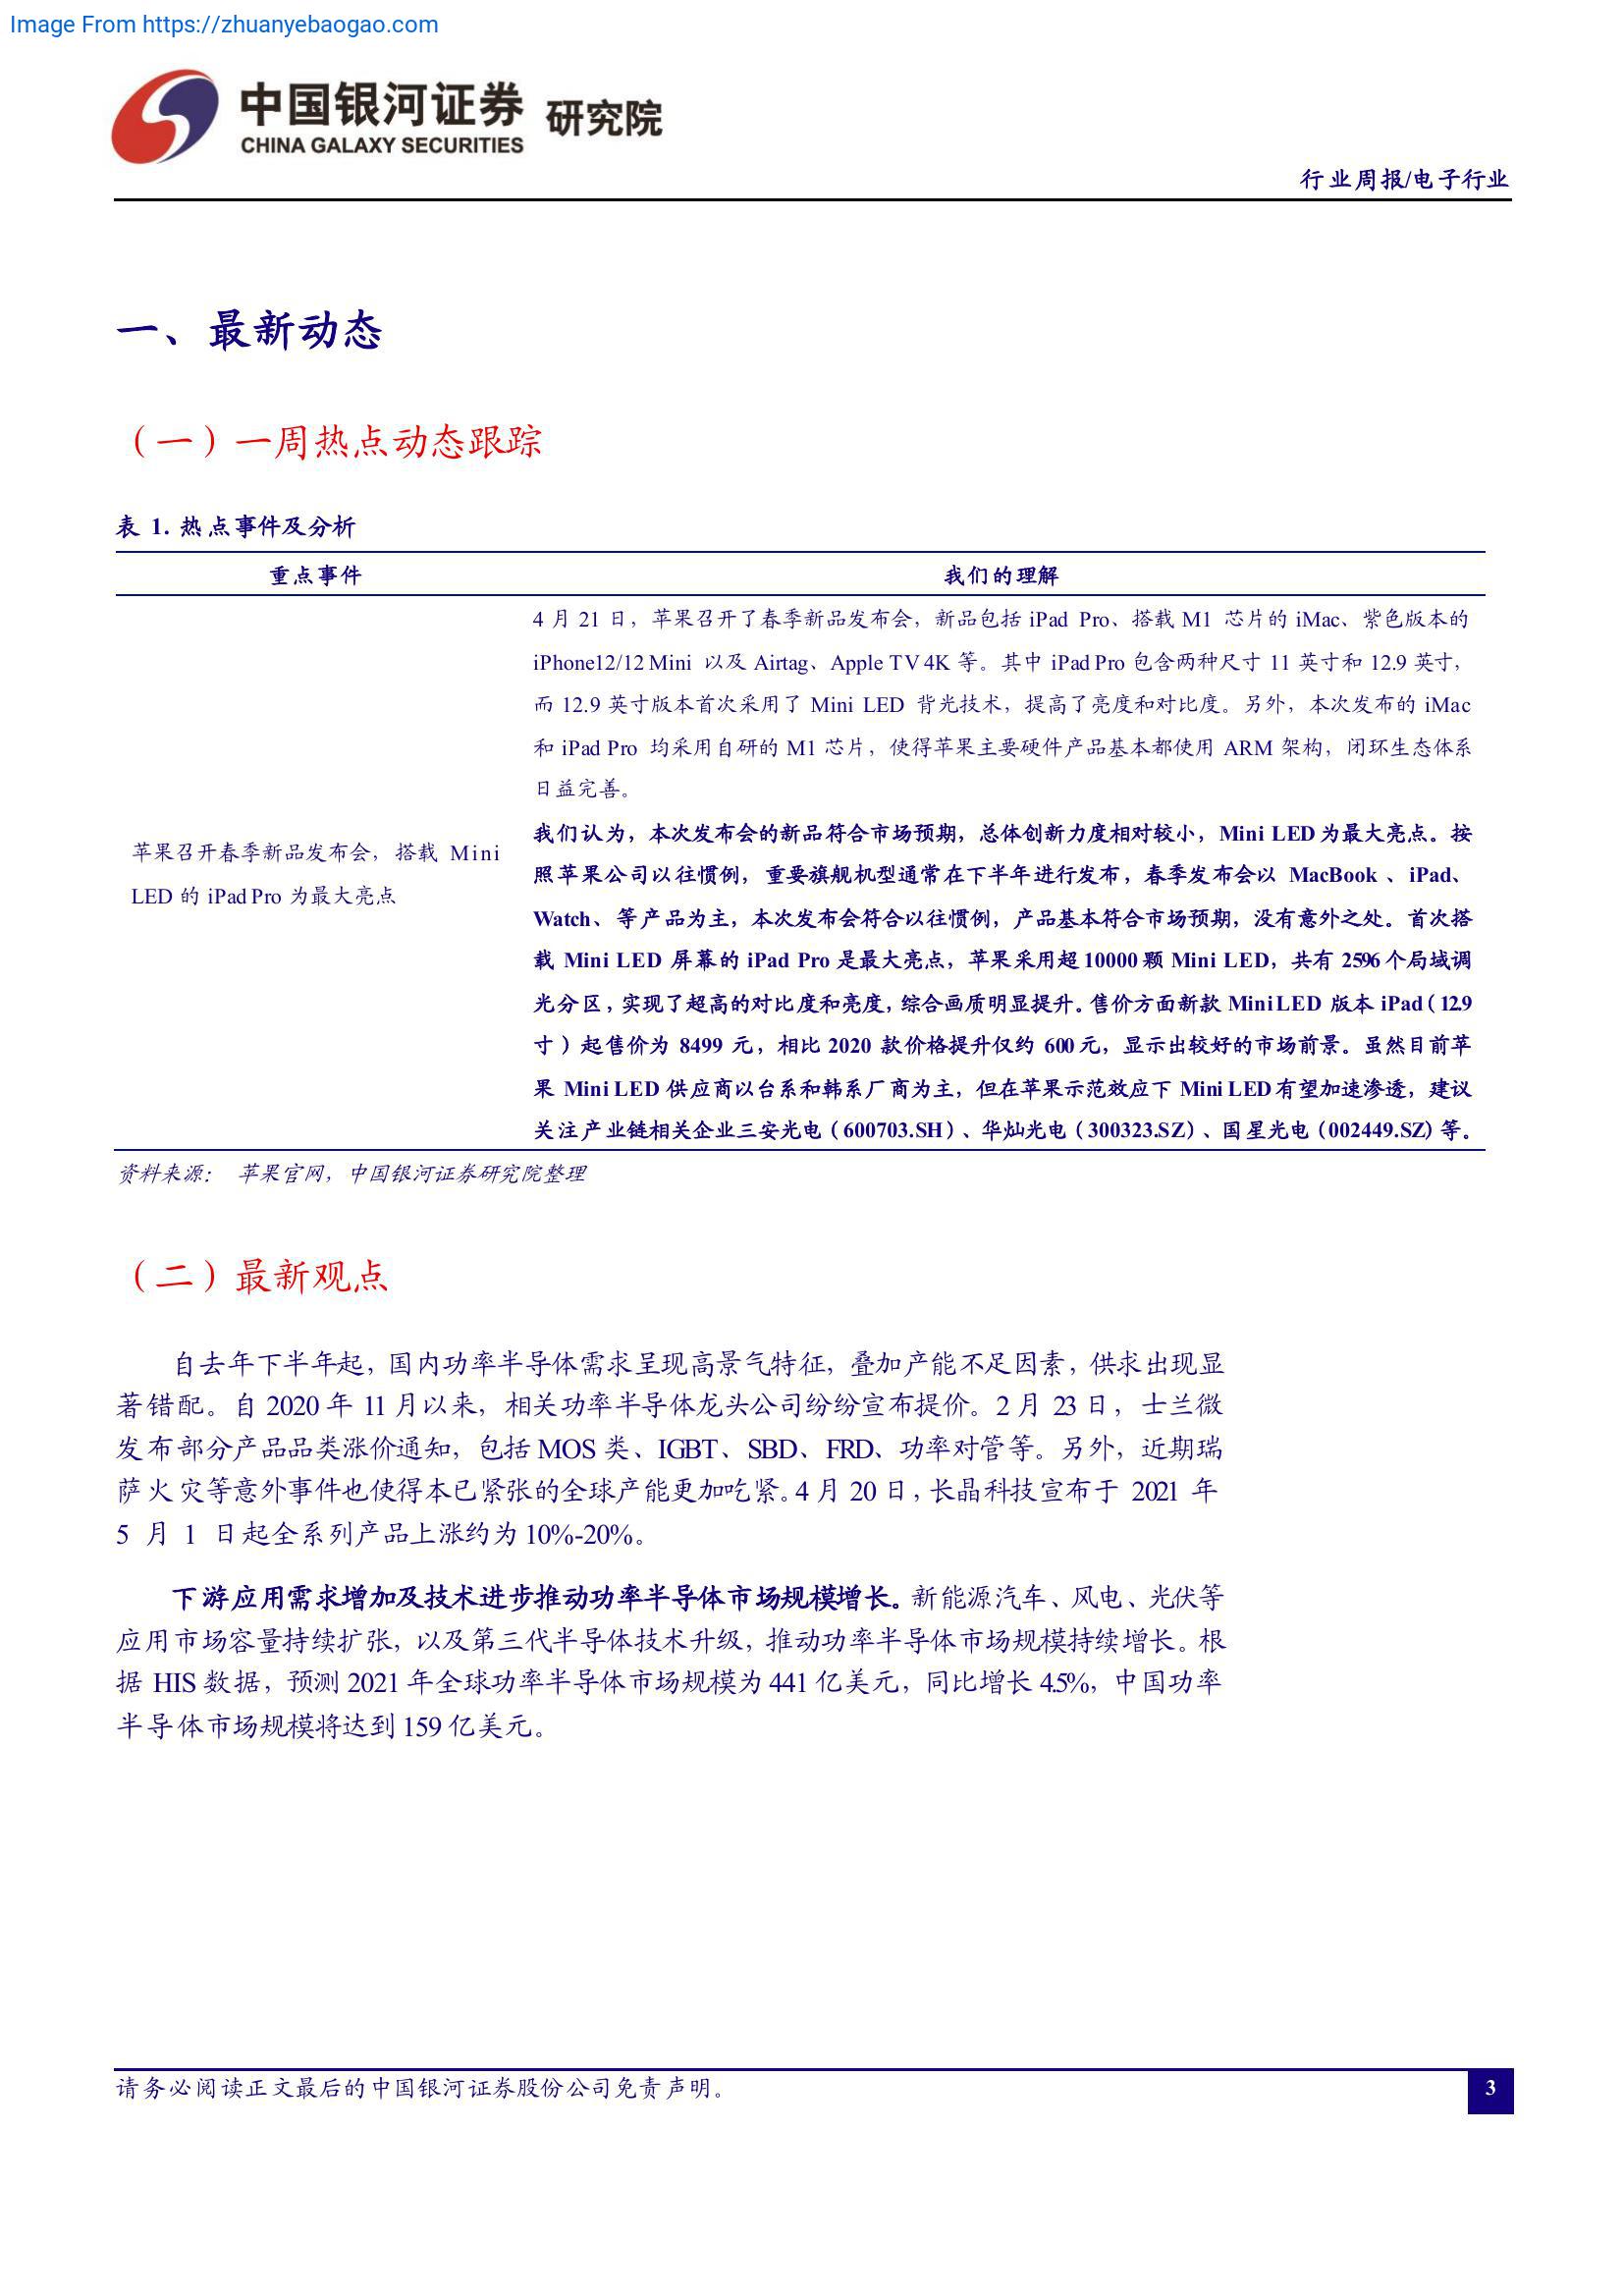 Image From https://zhuanyebaogao.com
中国银河证券 研究院
CHINA GALAXY SECURITIES
行业周报/电子行业
一、最新动态
（一）一周热点动态跟踪
表 1. 热点事件及分析
重点事件 我们的理解
4 月 21 日，苹果召开了春季新品发布会，新品包括 iPad Pro、搭载 M1 芯片的 iMac、紫色版本的
iPhone12/12 Mini 以及 Airtag、Apple TV 4K 等。其中 iPad Pro 包含两种尺寸 11 英寸和 12.9 英寸，
而 12.9 英寸版本首次采用了 Mini LED 背光技术，提高了亮度和对比度。另外，本次发布的 iMac
和 iPad Pro 均采用自研的 M1 芯片，使得苹果主要硬件产品基本都使用 ARM 架构，闭环生态体系
日益完善。
苹果召开春季新品发布会，搭载 Mini
LED 的 iPad Pro 为最大亮点
我们认为，本次发布会的新品符合市场预期，总体创新力度相对较小，Mini LED 为最大亮点。按
照苹果公司以往惯例，重要旗舰机型通常在下半年进行发布，春季发布会以 MacBook 、iPad、
Watch、 等产品为主，本次发布会符合以往惯例，产品基本符合市场预期，没有意外之处。首次搭
载 Mini LED 屏幕的 iPad Pro 是最大亮点，苹果采用超 10000 颗 Mini LED，共有 2596 个局域调
光分区，实现了超高的对比度和亮度，综合画质明显提升。售价方面新款 Mini LED 版本 iPad（12.9
寸）起售价为 8499 元，相比 2020 款价格提升仅约 600 元，显示出较好的市场前景。虽然目前苹
果 Mini LED 供应商以台系和韩系厂商为主，但在苹果示范效应下 Mini LED 有望加速渗透，建议
关注产业链相关企业三安光电（600703.SH）、华灿光电（300323.SZ）、国星光电（002449.SZ）等。
资料来源： 苹果官网，中国银河证券研究院整理
（二）最新观点
自去年下半年起，国内功率半导体需求呈现高景气特征，叠加产能不足因素，供求出现显
著错配。自 2020 年 11 月以来，相关功率半导体龙头公司纷纷宣布提价。2 月 23 日，士兰微
发布部分产品品类涨价通知，包括 MOS 类、IGBT、SBD、FRD、功率对管等。另外，近期瑞
萨火灾等意外事件也使得本已紧张的全球产能更加吃紧。4 月 20 日，长晶科技宣布于 2021 年
5 月 1 日起全系列产品上涨约为 10%-20%。
下游应用需求增加及技术进步推动功率半导体市场规模增长。新能源汽车、风电、光伏等
应用市场容量持续扩张，以及第三代半导体技术升级，推动功率半导体市场规模持续增长。根
据 HIS 数据，预测 2021 年全球功率半导体市场规模为 441 亿美元，同比增长 4.5%，中国功率
半导体市场规模将达到 159 亿美元。
请务必阅读正文最后的中国银河证券股份公司免责声明。
3